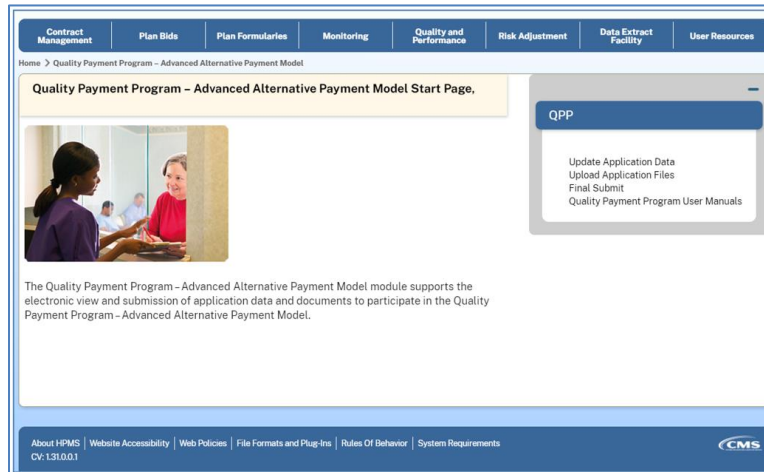 Contract Management
Plan Bids
Plan Formularies
Monitoring
Quality and Performance
Risk Adjustment
Data Extract Facility
User Resources
Home > Quality Payment Program – Advanced Alternative Payment Model
Quality Payment Program – Advanced Alternative Payment Model Start Page,
QPP
Update Application Data
Upload Application Files
Final Submit
Quality Payment Program User Manuals
The Quality Payment Program – Advanced Alternative Payment Model module supports the
electronic view and submission of application data and documents to participate in the Quality
Payment Program – Advanced Alternative Payment Model.
About HPMS | Website Accessibility | Web Policies | File Formats and Plug-Ins | Rules Of Behavior | System Requirements
CV: 1.31.0.0.1
CMS